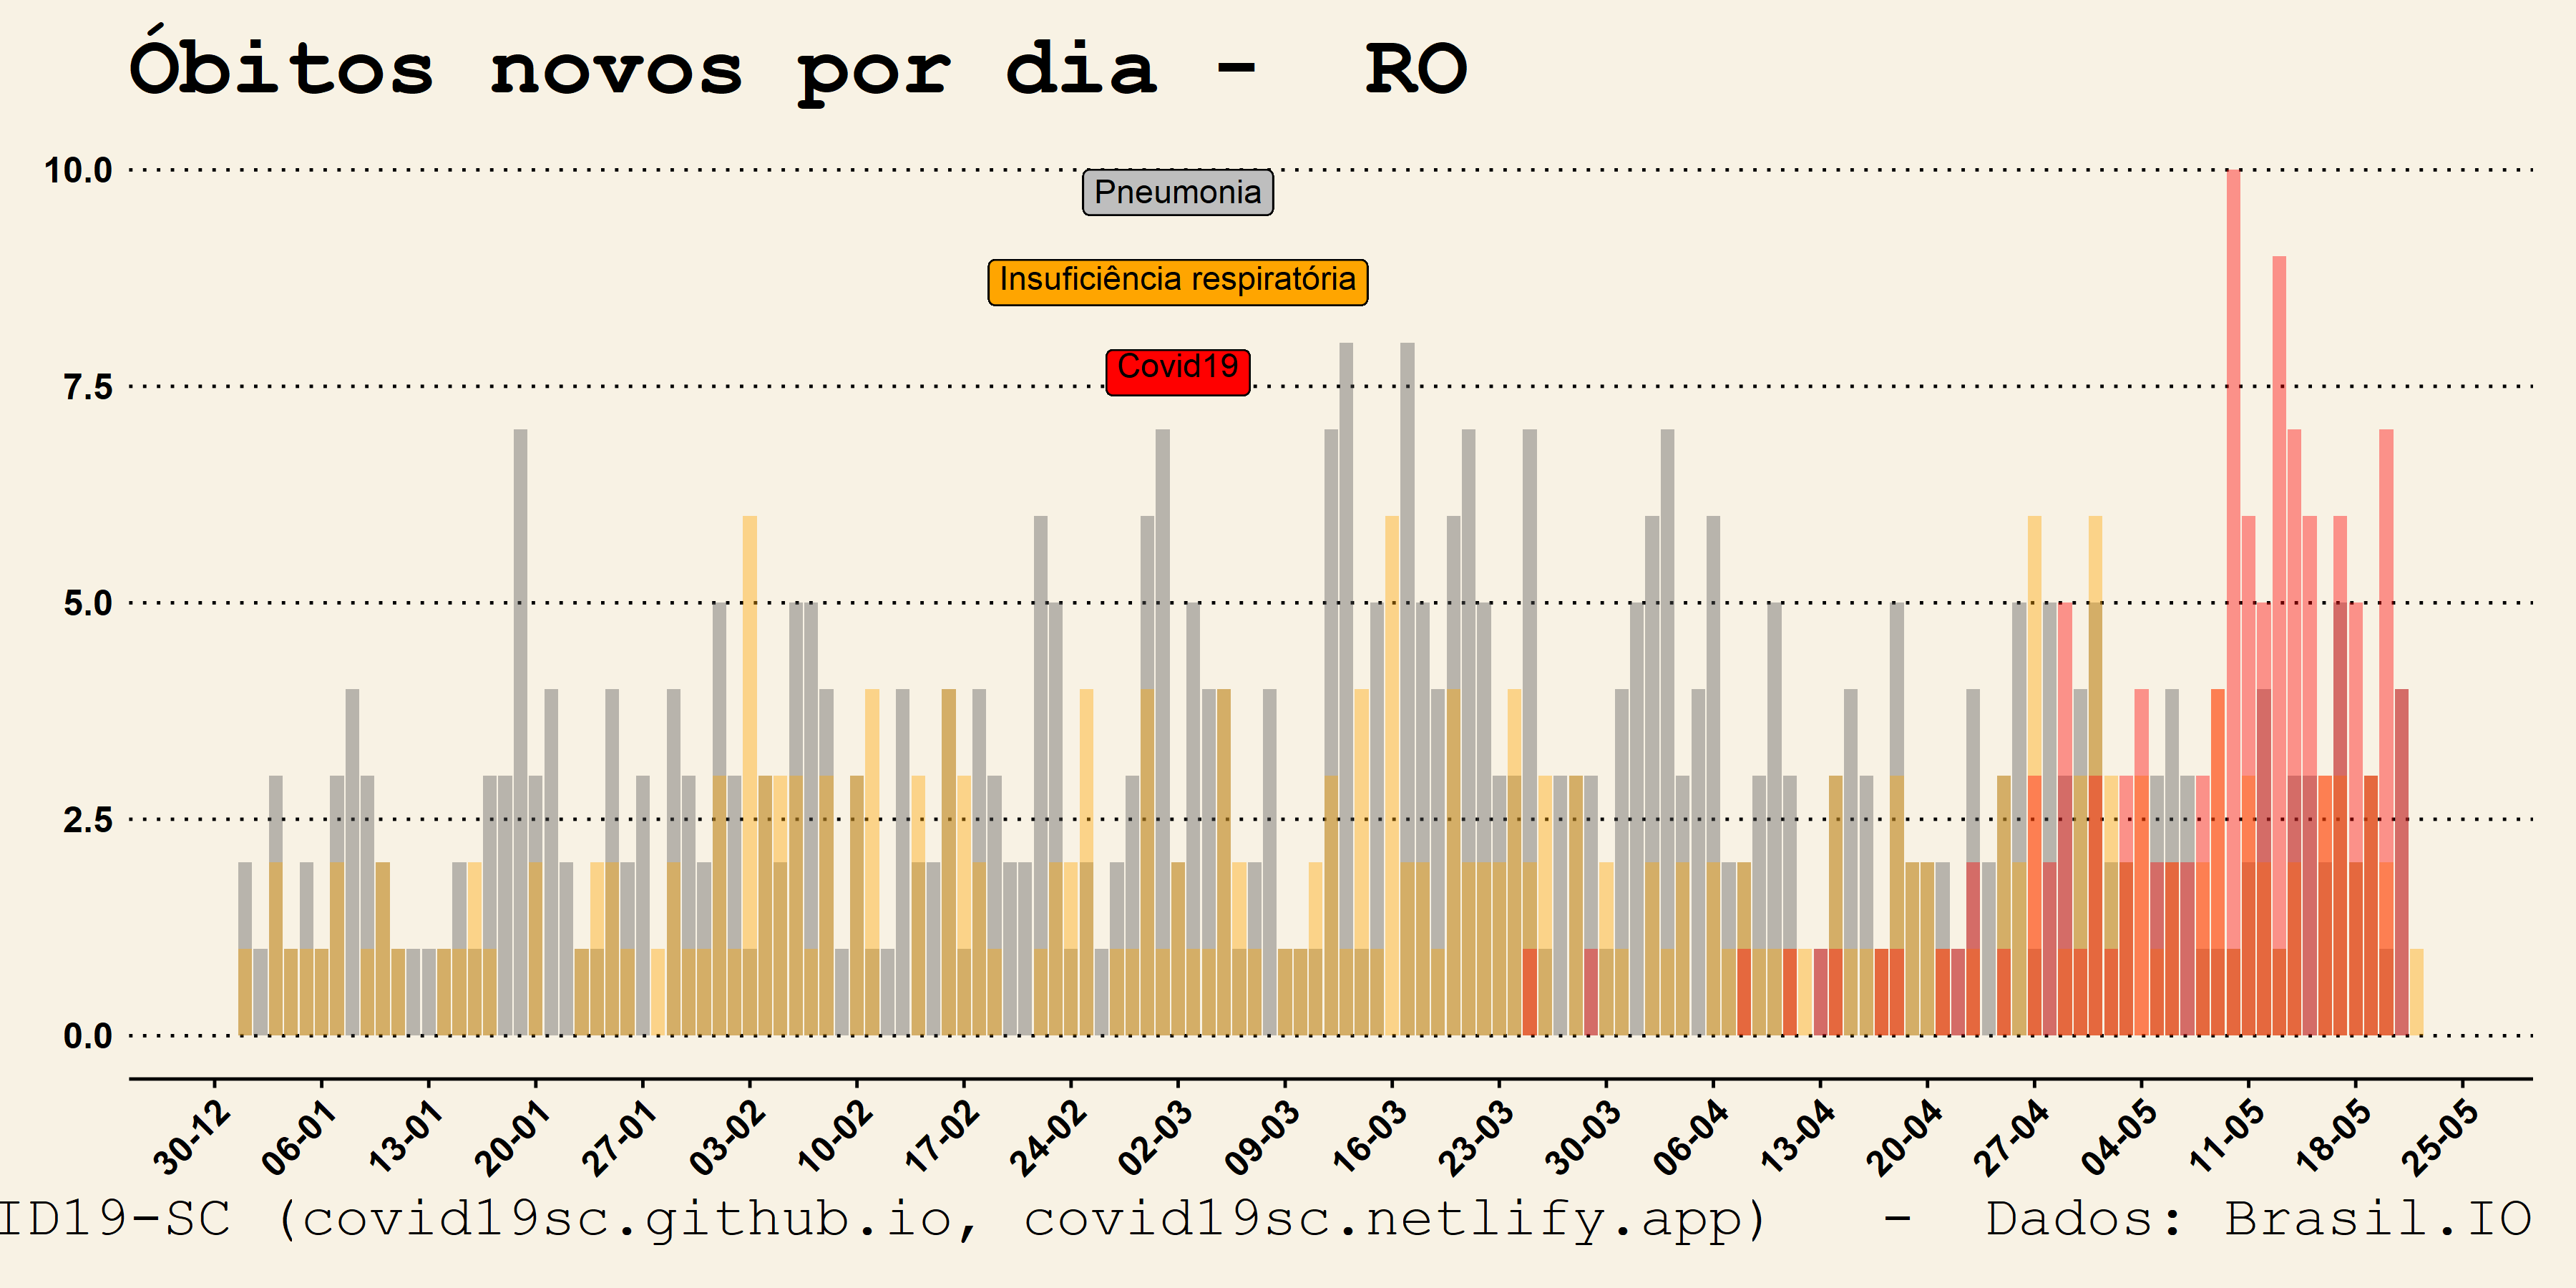 Óbitos novos por dia - RO
10.0
Pneumonia
Insuficiência respiratória
Covid19
7.5
5.0
2.5
0.0
30-12 06-01 13-01 20-01 27-01 03-02 10-02 17-02 24-02 02-03 09-03 16-03 23-03 30-03 06-04 13-04 20-04 27-04 04-05 11-05 18-05 25-05
ID19-SC (covid19sc.github.io, covid19sc.netlify.app) - Dados: Brasil.IO